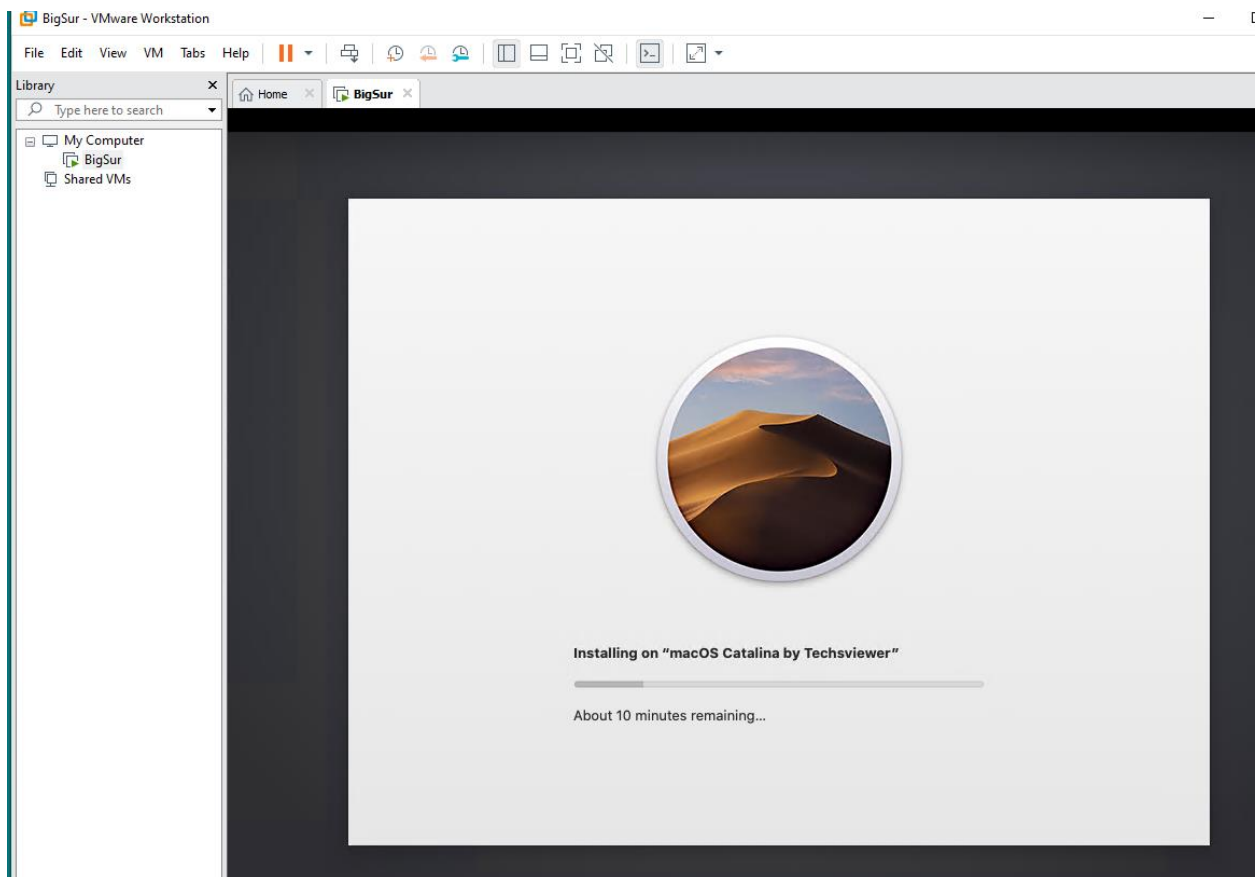 BigSur - VMware Workstation
File Edit View VM Tabs Help
Library
Type here to search
My Computer
BigSur
Shared VMs
Home
BigSur
Installing on “macOS Catalina by Techsviewer”
About 10 minutes remaining...